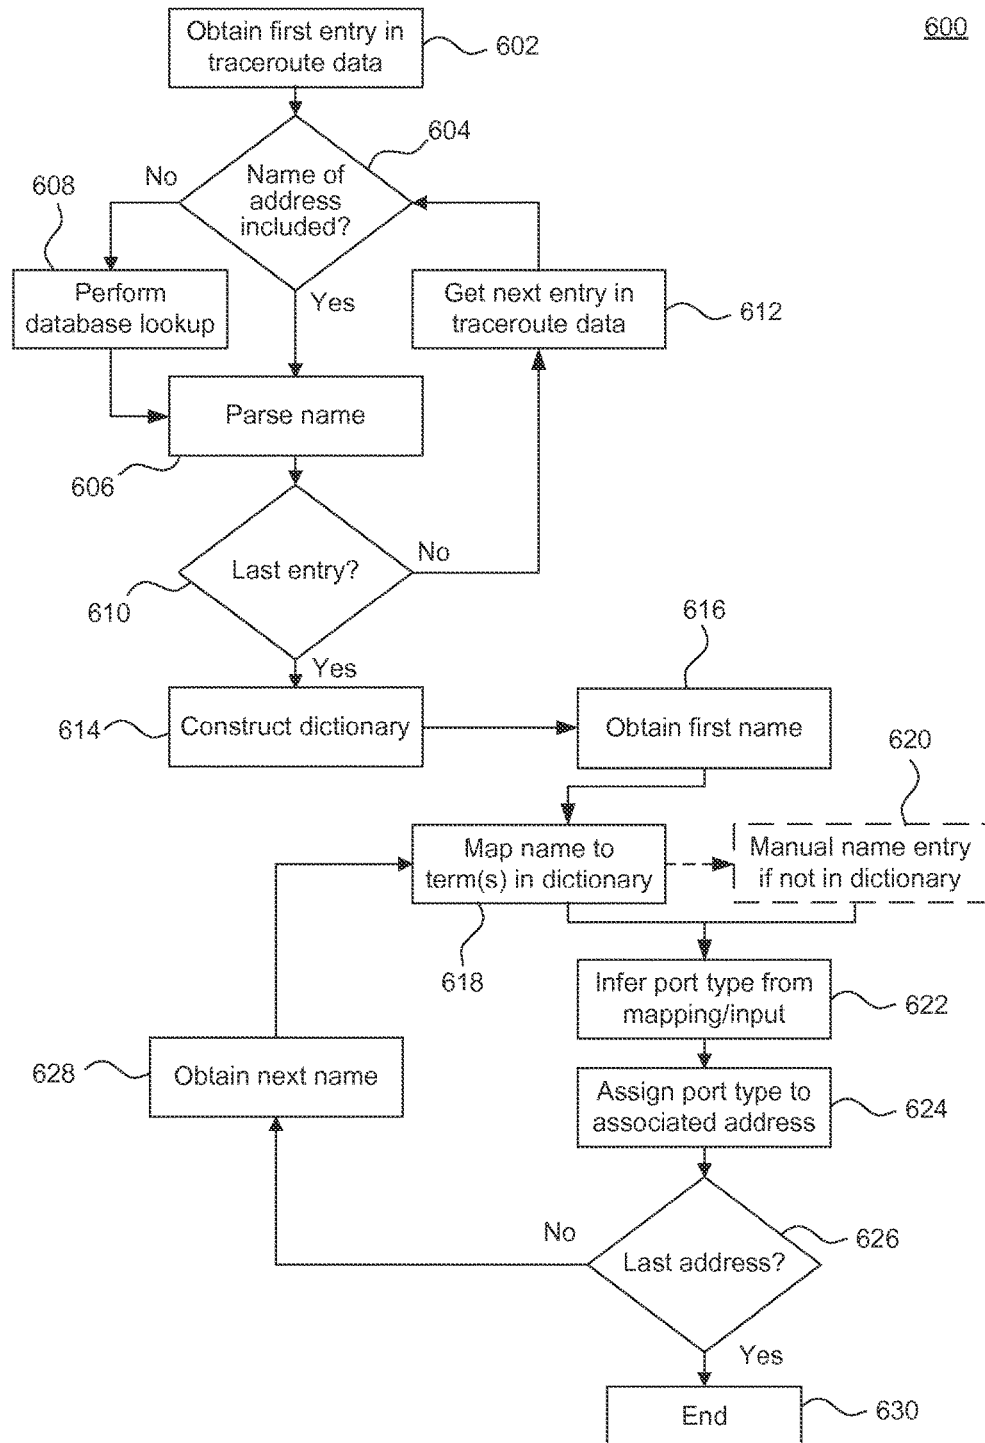 600
Obtain first entry in
traceroute data
602
604
Name of
address
included?
No
Yes
608
Perform
database lookup
Get next entry in
traceroute data
612
Parse name
606
Last entry?
No
610
Yes
614
Construct dictionary
616
Obtain first name
620
Map name to
term(s) in dictionary
Manual name entry
if not in dictionary
618
Infer port type from
mapping/input
622
628
Obtain next name
Assign port type to
associated address
624
No
Last address?
626
Yes
End
630